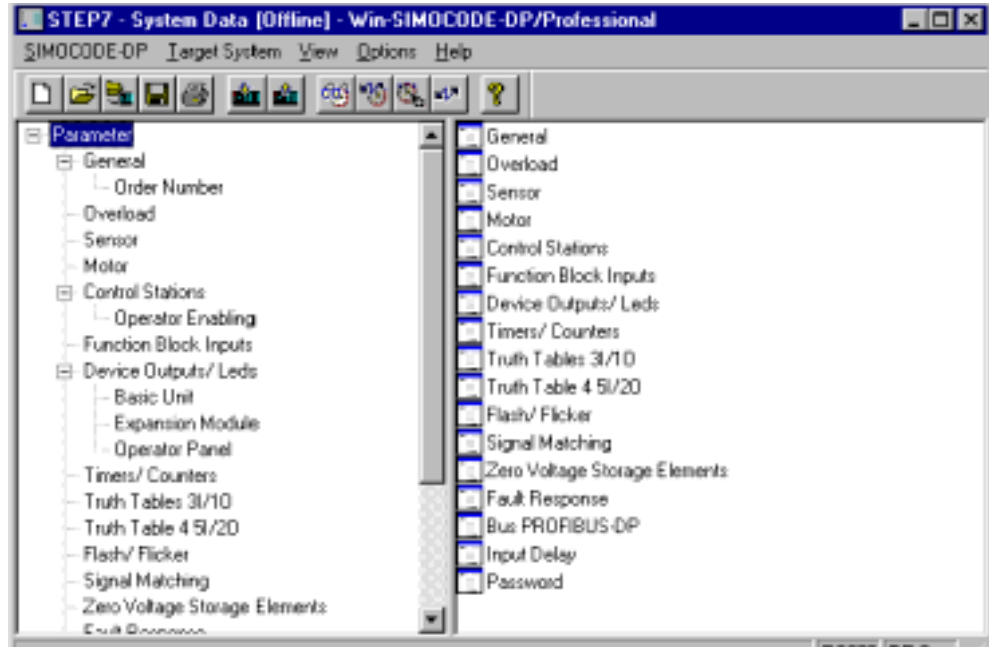 STEP7 - System Data [Offline] - Win-SIMOCODE-DP/Professional
SIMOCODE-DP Target System View Options Help
Parameter
General
Order Number
Overload
Sensor
Motor
Control Stations
Operator Enabling
Function Block Inputs
Device Outputs/ Leds
Basic Unit
Expansion Module
Operator Panel
Timers/ Counters
Truth Tables 3I/1O
Truth Table 4 5I/2O
Flash/ Flicker
Signal Matching
Zero Voltage Storage Elements
Fault Response
General
Overload
Sensor
Motor
Control Stations
Function Block Inputs
Device Outputs/ Leds
Timers/ Counters
Truth Tables 3I/1O
Truth Table 4 5I/2O
Flash/ Flicker
Signal Matching
Zero Voltage Storage Elements
Fault Response
Bus PROFIBUS-DP
Input Delay
Password